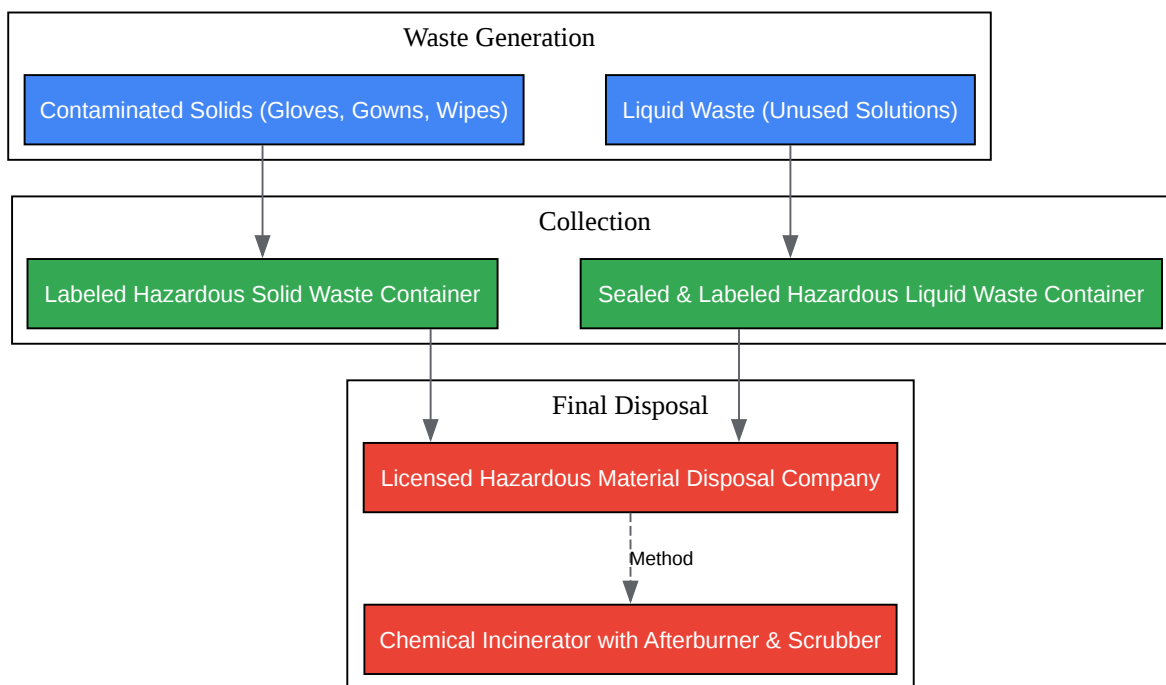 Waste Generation
Contaminated Solids (Gloves, Gowns, Wipes)
Liquid Waste (Unused Solutions)
Collection
Labeled Hazardous Solid Waste Container
Sealed & Labeled Hazardous Liquid Waste Container
Final Disposal
Licensed Hazardous Material Disposal Company
Method
Chemical Incinerator with Afterburner & Scrubber